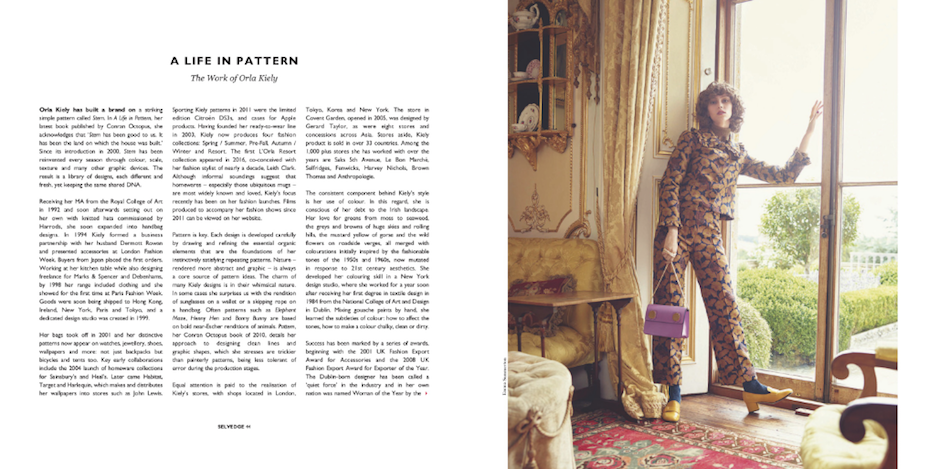 A LIFE IN PATTERN
The Work of Orla Kiely
Orla Kiely has built a brand on a striking
simple pattern called Stem. In A Life in Pattern, her
latest book published by Conran Octopus, she
acknowledges that 'Stem has been good to us. It
has been the land on which the house was built.'
Since its introduction in 2000, Stem has been
reinvented every season through colour, scale,
texture and many other graphic devices. The
result is a library of designs, each different and
fresh, yet keeping the same shared DNA.
Receiving her MA from the Royal College of Art
in 1992 and soon afterwards setting out on
her own with knitted hats commissioned by
Harrods, she soon expanded into handbag
designs. In 1994 Kiely formed a business
partnership with her husband Dermott Rowan
and presented accessories at London Fashion
Week. Buyers from Japan placed the first orders.
Working at her kitchen table while also designing
freelance for Marks & Spencer and Debenhams,
by 1998 her range included clothing and she
showed for the first time at Paris Fashion Week.
Goods were soon being shipped to Hong Kong,
Ireland, New York, Paris and Tokyo, and a
dedicated design studio was created in 1999.
Her bags took off in 2001 and her distinctive
patterns now appear on watches, jewellery, shoes,
wallpapers and more: not just backpacks but
bicycles and tents too. Key early collaborations
include the 2004 launch of homeware collections
for Sainsbury's and Heal's. Later came Habitat,
Target and Harlequin, which makes and distributes
her wallpapers into stores such as John Lewis.
Sporting Kiely patterns in 2011 were the limited
edition Citroën DS3s, and cases for Apple
products. Having founded her ready-to-wear line
in 2003, Kiely now produces four fashion
collections: Spring / Summer, Pre-Fall, Autumn /
Winter and Resort. The first L'Orla Resort
collection appeared in 2016, co-conceived with
her fashion stylist of nearly a decade, Leith Clark.
Although informal soundings suggest that
homewares – especially those ubiquitous mugs –
are most widely known and loved, Kiely's focus
recently has been on her fashion launches. Films
produced to accompany her fashion shows since
2011 can be viewed on her website.
Pattern is key. Each design is developed carefully
by drawing and refining the essential organic
elements that are the foundations of her
instinctively satisfying repeating patterns. Nature –
rendered more abstract and graphic – is always
a core source of pattern ideas. The charm of
many Kiely designs is in their whimsical nature.
In some cases she surprises us with the rendition
of sunglasses on a wallet or a skipping rope on
a handbag. Often patterns such as Elephant
Maze, Henny Hen and Bunny are based
on bold near-Escher renditions of animals. Pattern,
her Conran Octopus book of 2010, details her
approach to designing clean lines and
graphic shapes, which she stresses are trickier
than painterly patterns, being less tolerant of
error during the production stages.
Equal attention is paid to the realisation of
Kiely's stores, with shops located in London,
Tokyo, Korea and New York. The store in
Covent Garden, opened in 2005, was designed by
Gerard Taylor, as were eight stores and
concessions across Asia. Stores aside, Kiely
product is sold in over 33 countries. Among the
1,000 plus stores she has worked with over the
years are Saks 5th Avenue, Le Bon Marché,
Selfridges, Fenwicks, Harvey Nichols, Brown
Thomas and Anthropologie.
The consistent component behind Kiely's style
is her use of colour. In this regard, she is
conscious of her debt to the Irish landscape.
Her love for greens from moss to seaweed,
the greys and browns of huge skies and rolling
hills, the mustard yellow of gorse and the wild
flowers on roadside verges, all merged with
colourations initially inspired by the fashionable
tones of the 1950s and 1960s, now mutated
in response to 21st century aesthetics. She
developed her colouring skill in a New York
design studio, where she worked for a year soon
after receiving her first degree in textile design in
1984 from the National College of Art and Design
in Dublin. Mixing gouache paints by hand, she
learned the subtleties of colour: how to affect the
tones, how to make a colour chalky, clean or dirty.
Success has been marked by a series of awards,
beginning with the 2001 UK Fashion Export
Award for Accessories and the 2008 UK
Fashion Export Award for Exporter of the Year.
The Dublin-born designer has been called a
'quiet force' in the industry and in her own
nation was named Woman of the Year by the
SELVEDGE